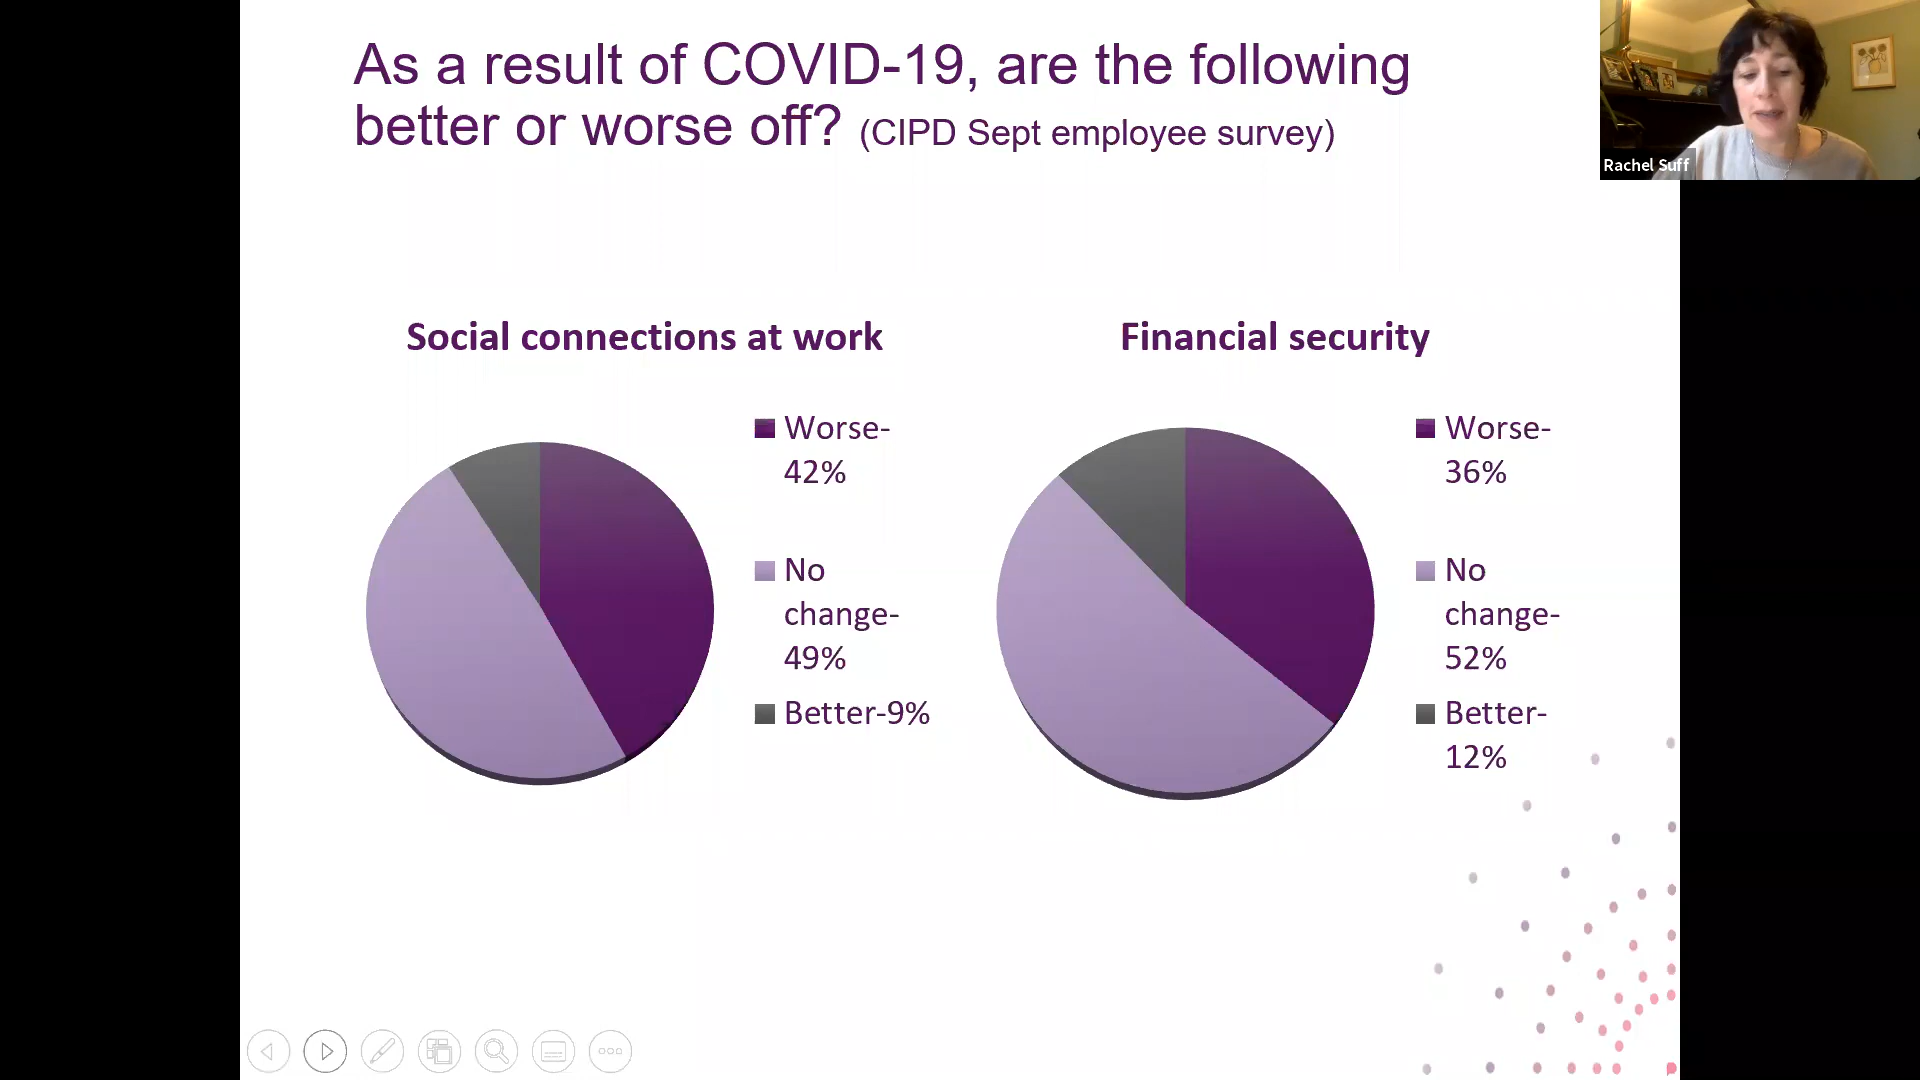 As a result of COVID-19, are the following
better or worse off? (CIPD Sept employee survey)
Rachel Suff
Social connections at work
Worse-
42%
No
change-
49%
Better-9%
Financial security
Worse-
36%
No
change-
52%
Better-
12%